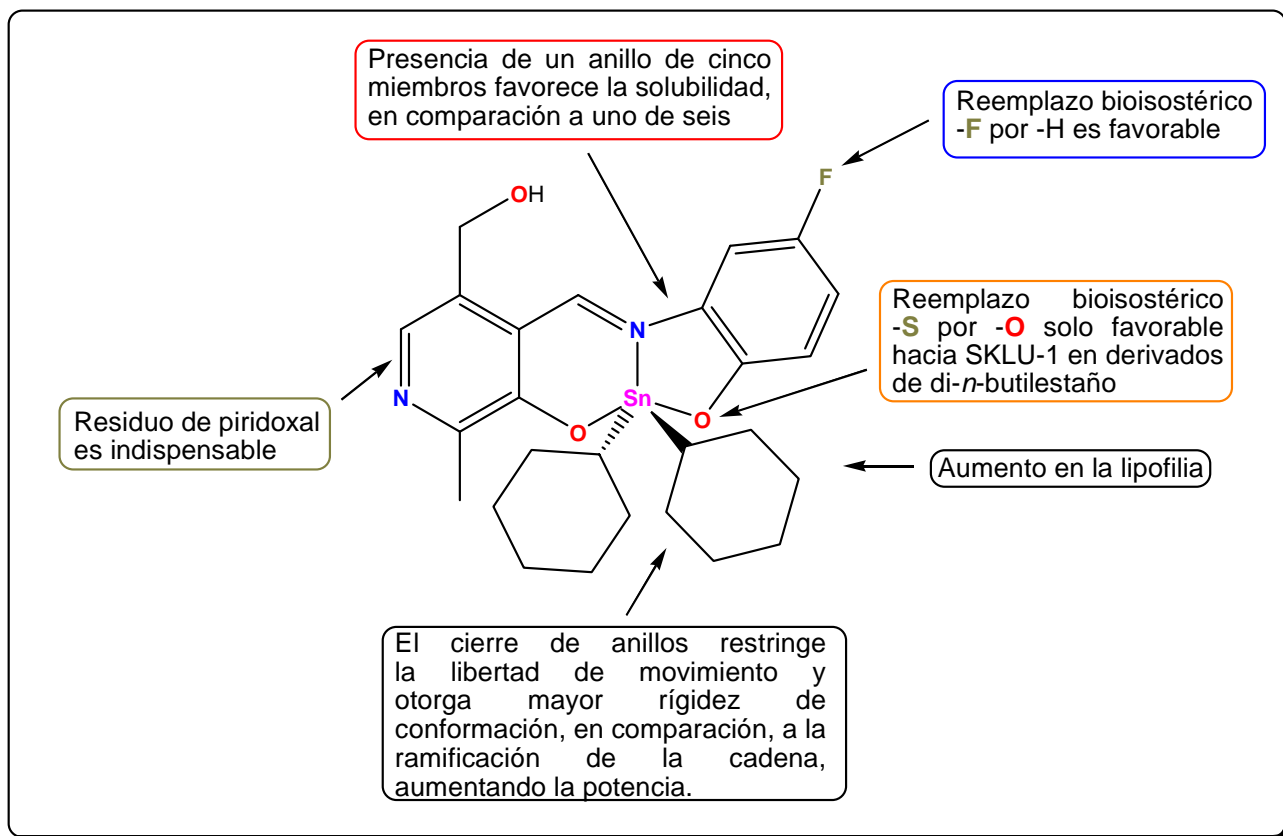 Presencia de un anillo de cinco
miembros favorece la solubilidad,
en comparación a uno de seis
Reemplazo bioisostérico
-F por -H es favorable
F
OH
Reemplazo bioisostérico
-S por -O solo favorable
hacia SKLU-1 en derivados
de di-n-butilestaño
N
Sn
N
O
O
Residuo de piridoxal
es indispensable
Aumento en la lipofilia
El cierre de anillos restringe
la libertad de movimiento y
otorga mayor rígidez de
conformación, en comparación, a la
ramificación de la cadena,
aumentando la potencia.